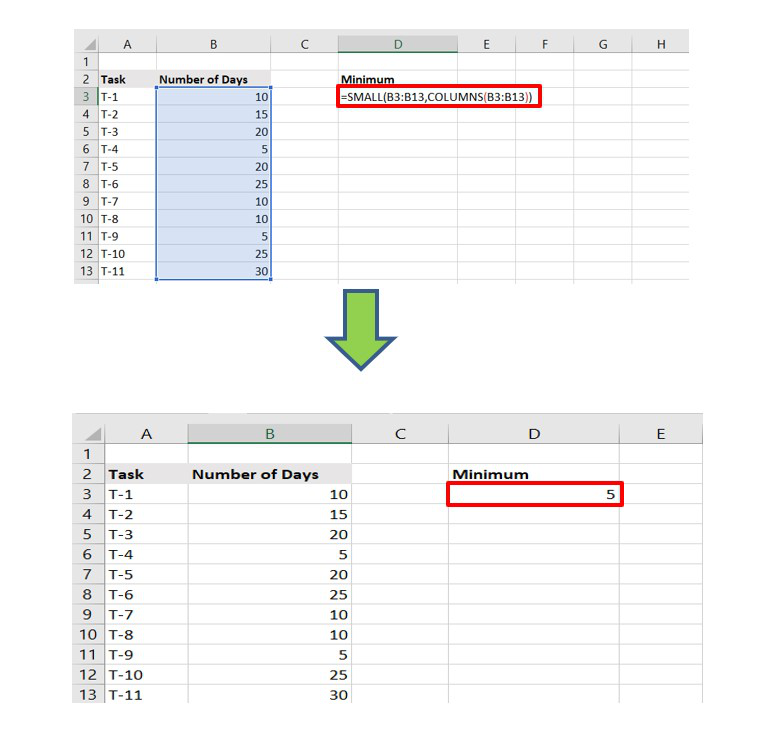 A B C D E F G H
1
2 Task Number of Days Minimum
3 T-1 10 =SMALL(B3:B13,COLUMNS(B3:B13))
4 T-2 15
5 T-3 20
6 T-4 5
7 T-5 20
8 T-6 25
9 T-7 10
10 T-8 10
11 T-9 5
12 T-10 25
13 T-11 30
A B C D E
1
2 Task Number of Days Minimum
3 T-1 10 5
4 T-2 15
5 T-3 20
6 T-4 5
7 T-5 20
8 T-6 25
9 T-7 10
10 T-8 10
11 T-9 5
12 T-10 25
13 T-11 30